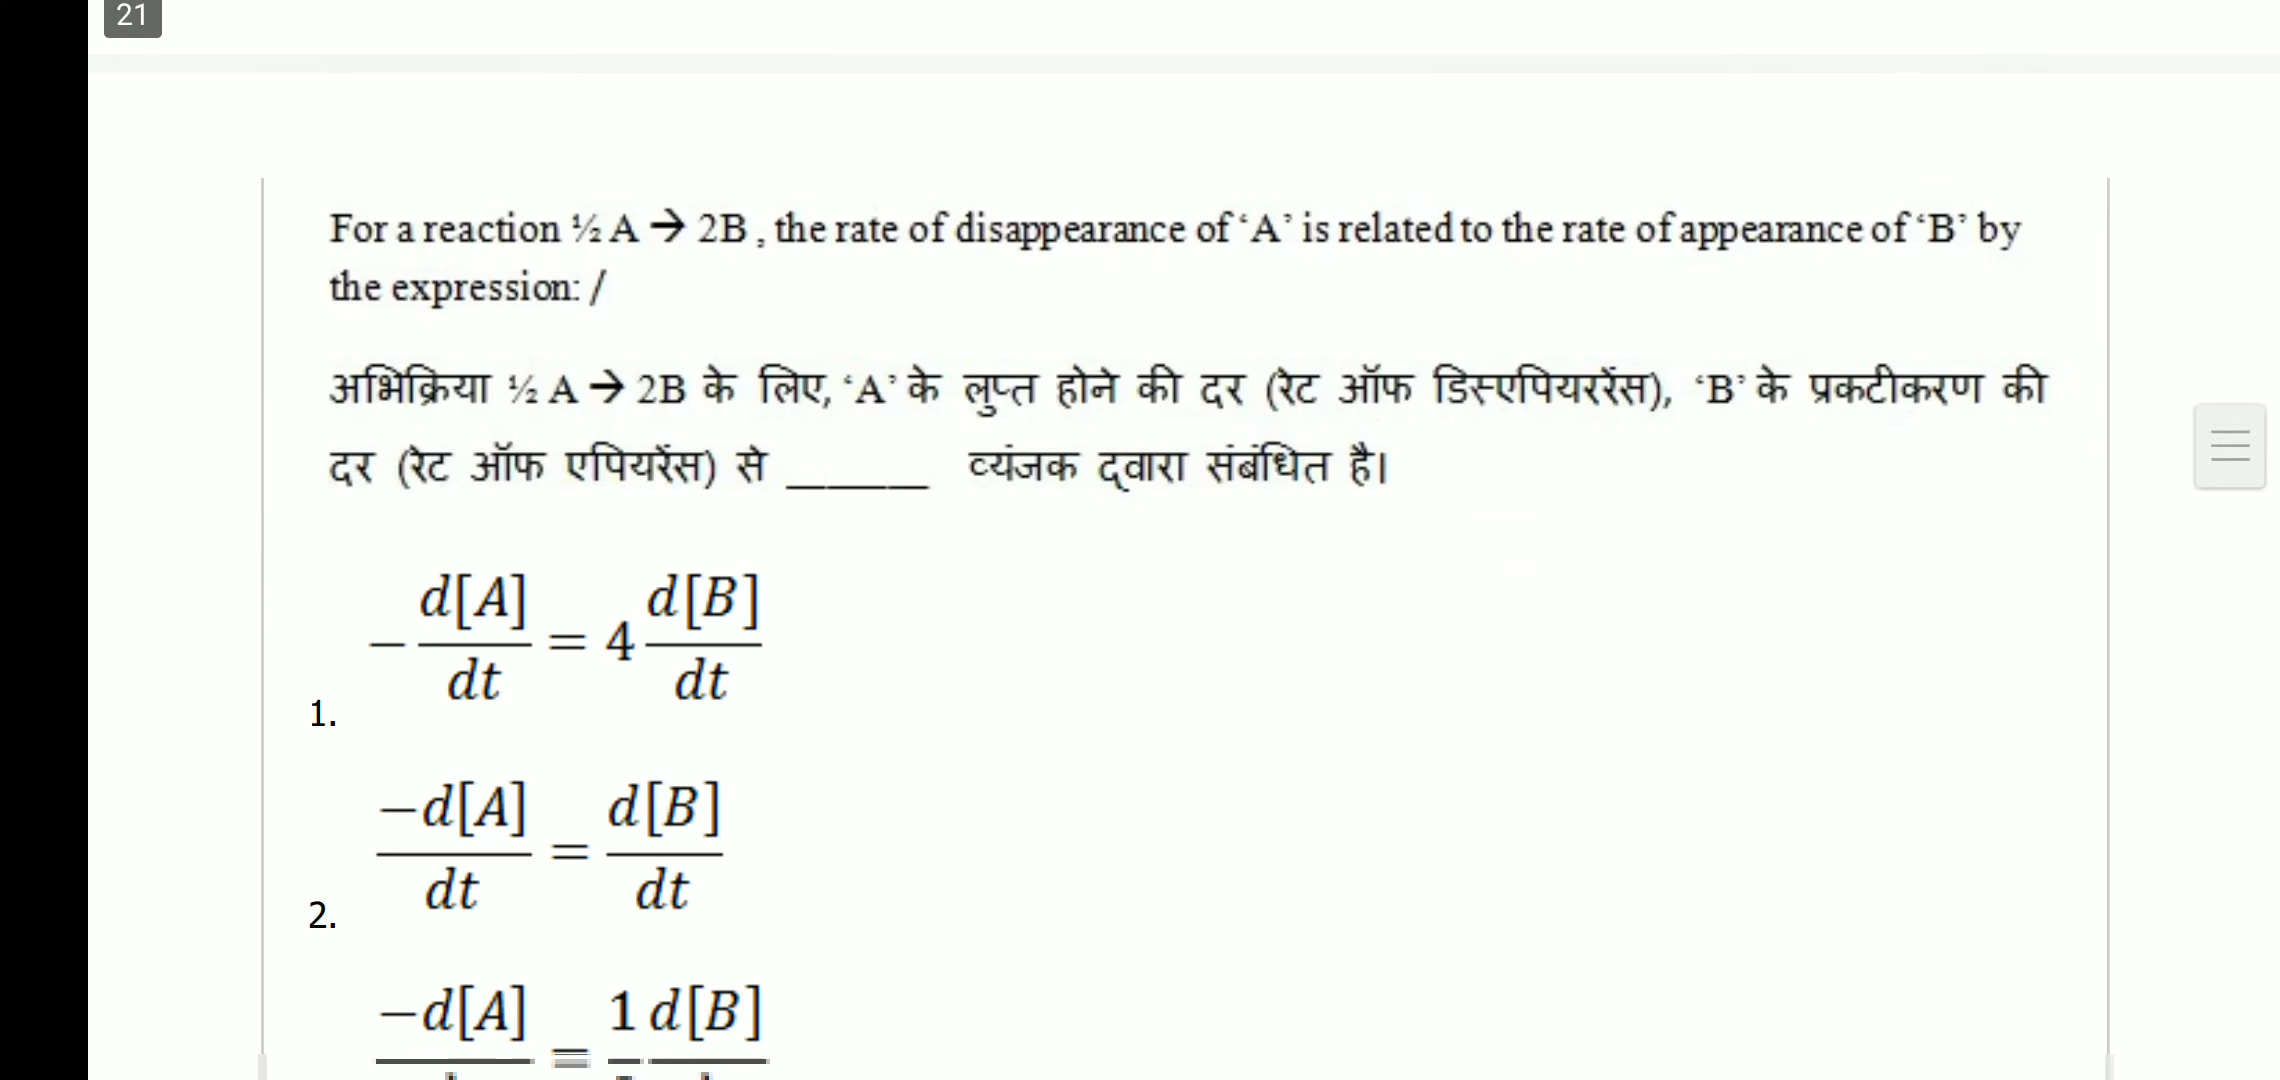 21
For a reaction ½ A → 2B , the rate of disappearance of ‘A’ is related to the rate of appearance of ‘B’ by
the expression: /
अभिक्रिया ½ A → 2B के लिए, ‘A’ के लुप्त होने की दर (रेट ऑफ डिस्एपियररेंस), ‘B’ के प्रकटीकरण की
दर (रेट ऑफ एपियरेंस) से _______ व्यंजक द्वारा संबंधित है।
1. − d[A]/dt = 4 d[B]/dt
2. −d[A]/dt = d[B]/dt
−d[A] = 1 d[B]